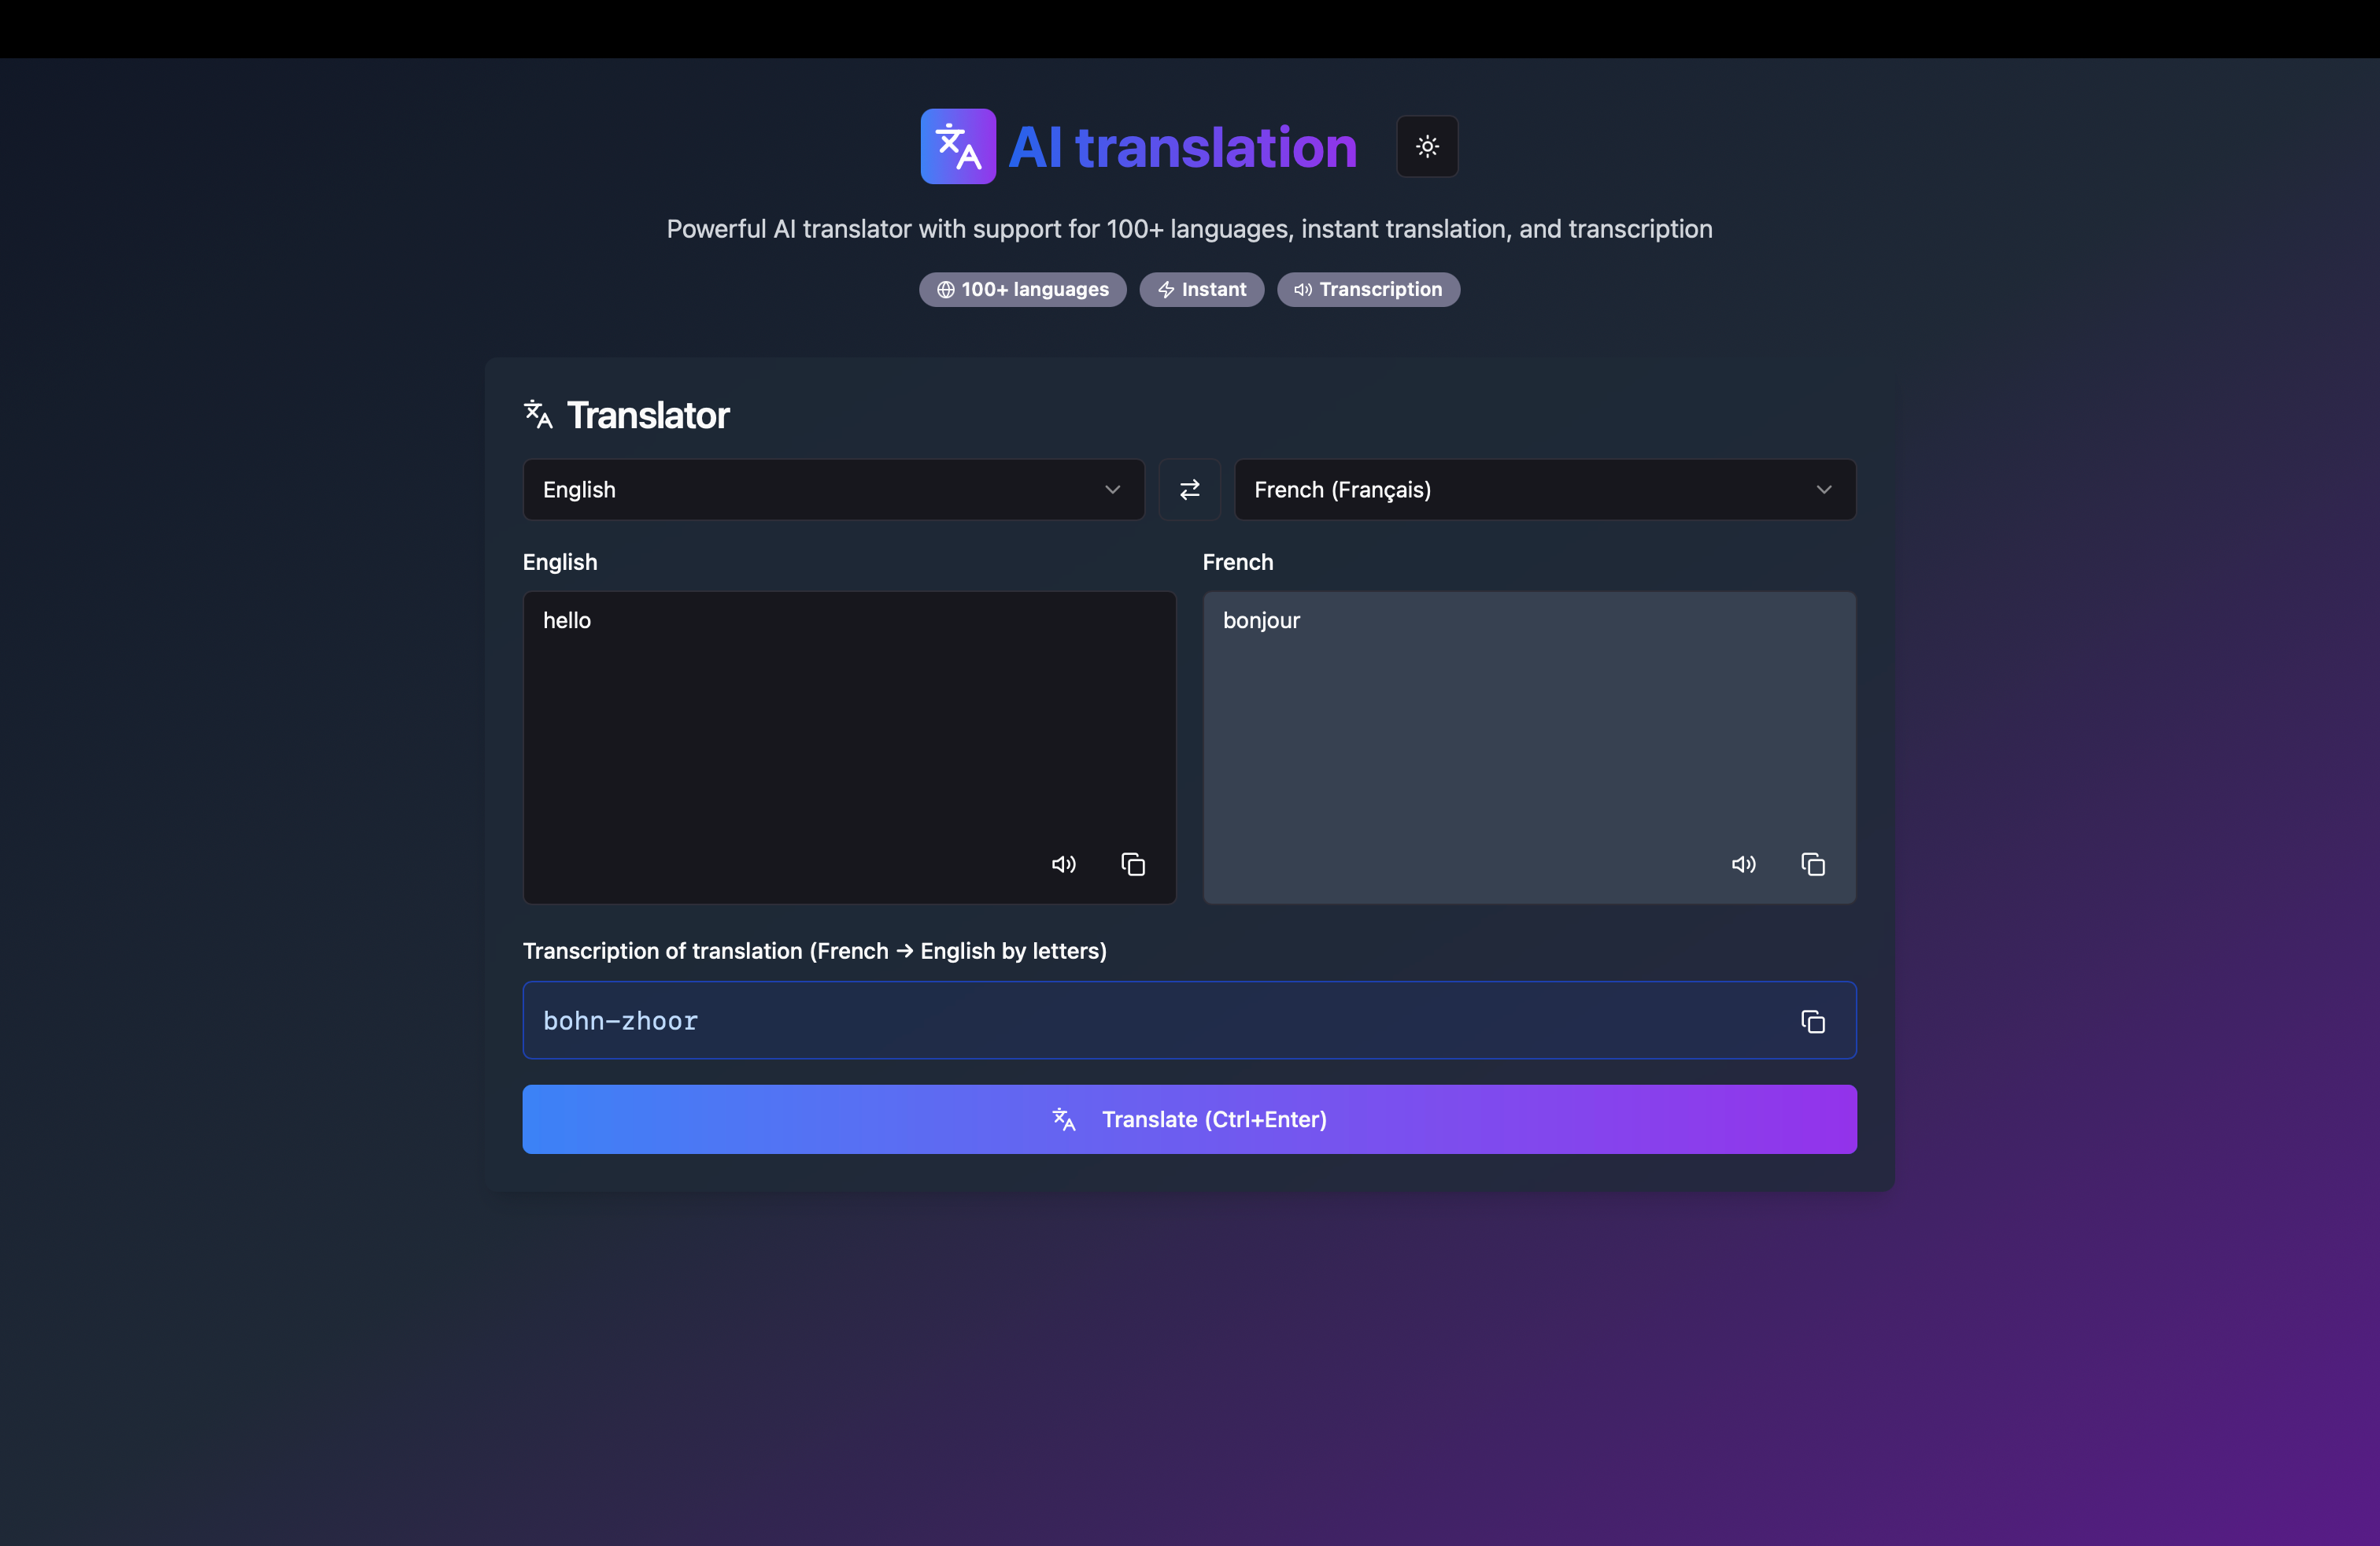 AI translation
Powerful AI translator with support for 100+ languages, instant translation, and transcription
100+ languages
Instant
Transcription
Translator
English
French (Français)
English
French
hello
bonjour
Transcription of translation (French → English by letters)
bohn-zhoor
Translate (Ctrl+Enter)